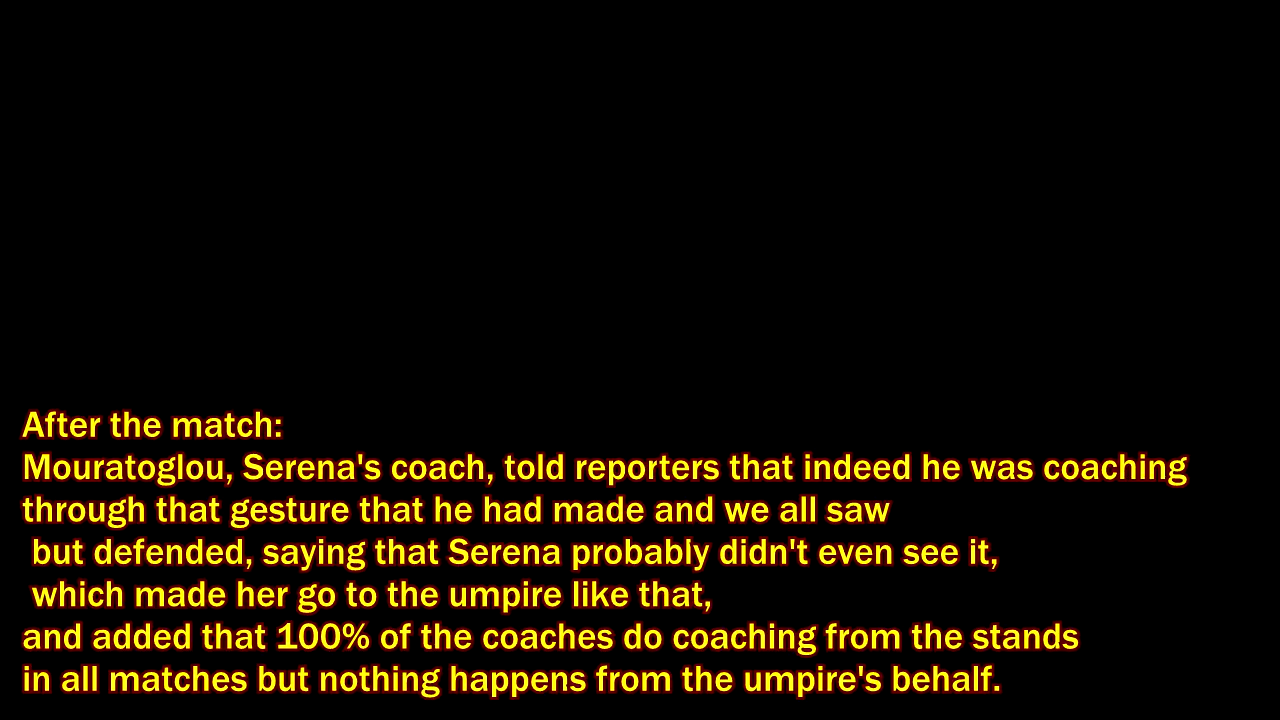 After the match:
Mouratoglou, Serena's coach, told reporters that indeed he was coaching
through that gesture that he had made and we all saw
but defended, saying that Serena probably didn't even see it,
which made her go to the umpire like that,
and added that 100% of the coaches do coaching from the stands
in all matches but nothing happens from the umpire's behalf.